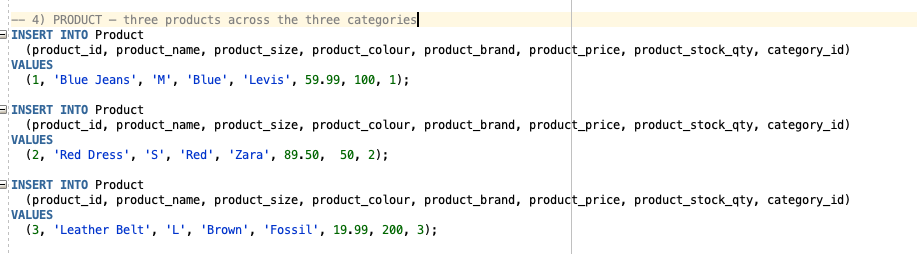 -- 4) PRODUCT – three products across the three categories
INSERT INTO Product
(product_id, product_name, product_size, product_colour, product_brand, product_price, product_stock_qty, category_id)
VALUES
(1, 'Blue Jeans', 'M', 'Blue', 'Levis', 59.99, 100, 1);
INSERT INTO Product
(product_id, product_name, product_size, product_colour, product_brand, product_price, product_stock_qty, category_id)
VALUES
(2, 'Red Dress', 'S', 'Red', 'Zara', 89.50,  50, 2);
INSERT INTO Product
(product_id, product_name, product_size, product_colour, product_brand, product_price, product_stock_qty, category_id)
VALUES
(3, 'Leather Belt', 'L', 'Brown', 'Fossil', 19.99, 200, 3);